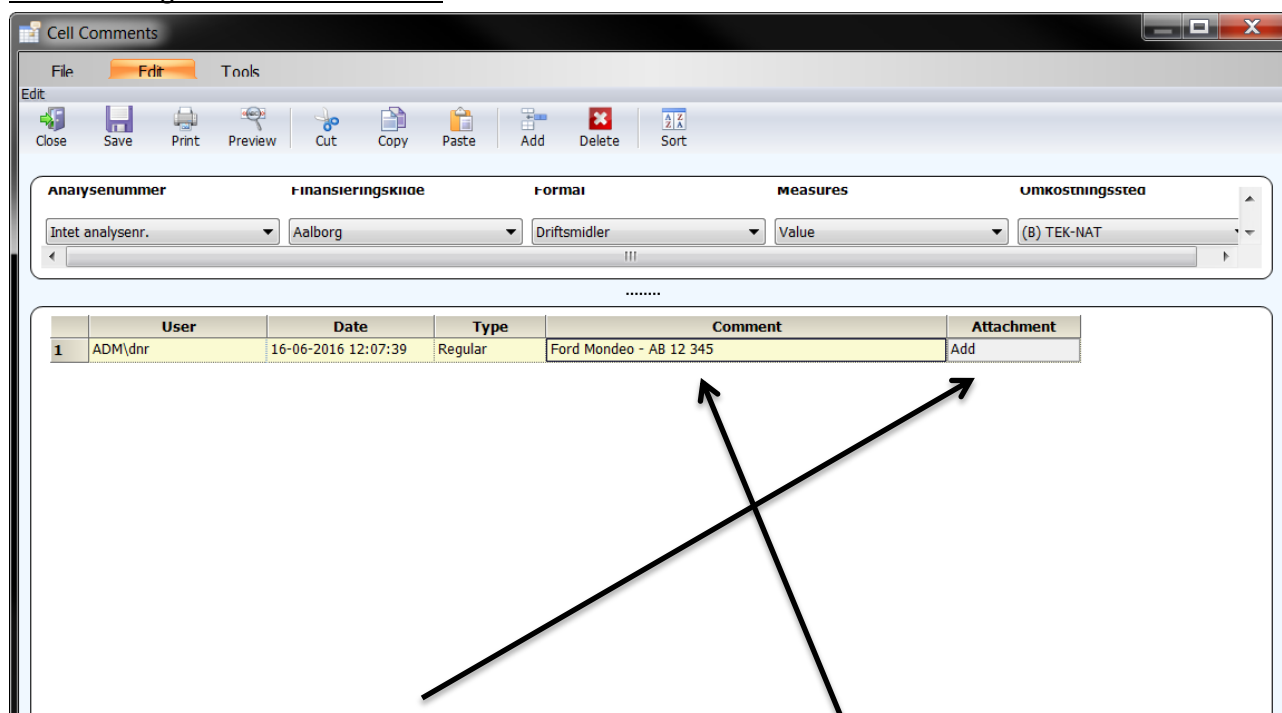 Cell Comments
File Edit Tools
Edit
Close Save Print Preview Cut Copy Paste Add Delete Sort
Analysenummer Finansieringskilde Formål Measures Omkostningssted
Intet analysenr. Aalborg Driftsmidler Value (B) TEK-NAT
........
User Date Type Comment Attachment
1 ADM\dnr 16-06-2016 12:07:39 Regular Ford Mondeo - AB 12 345 Add